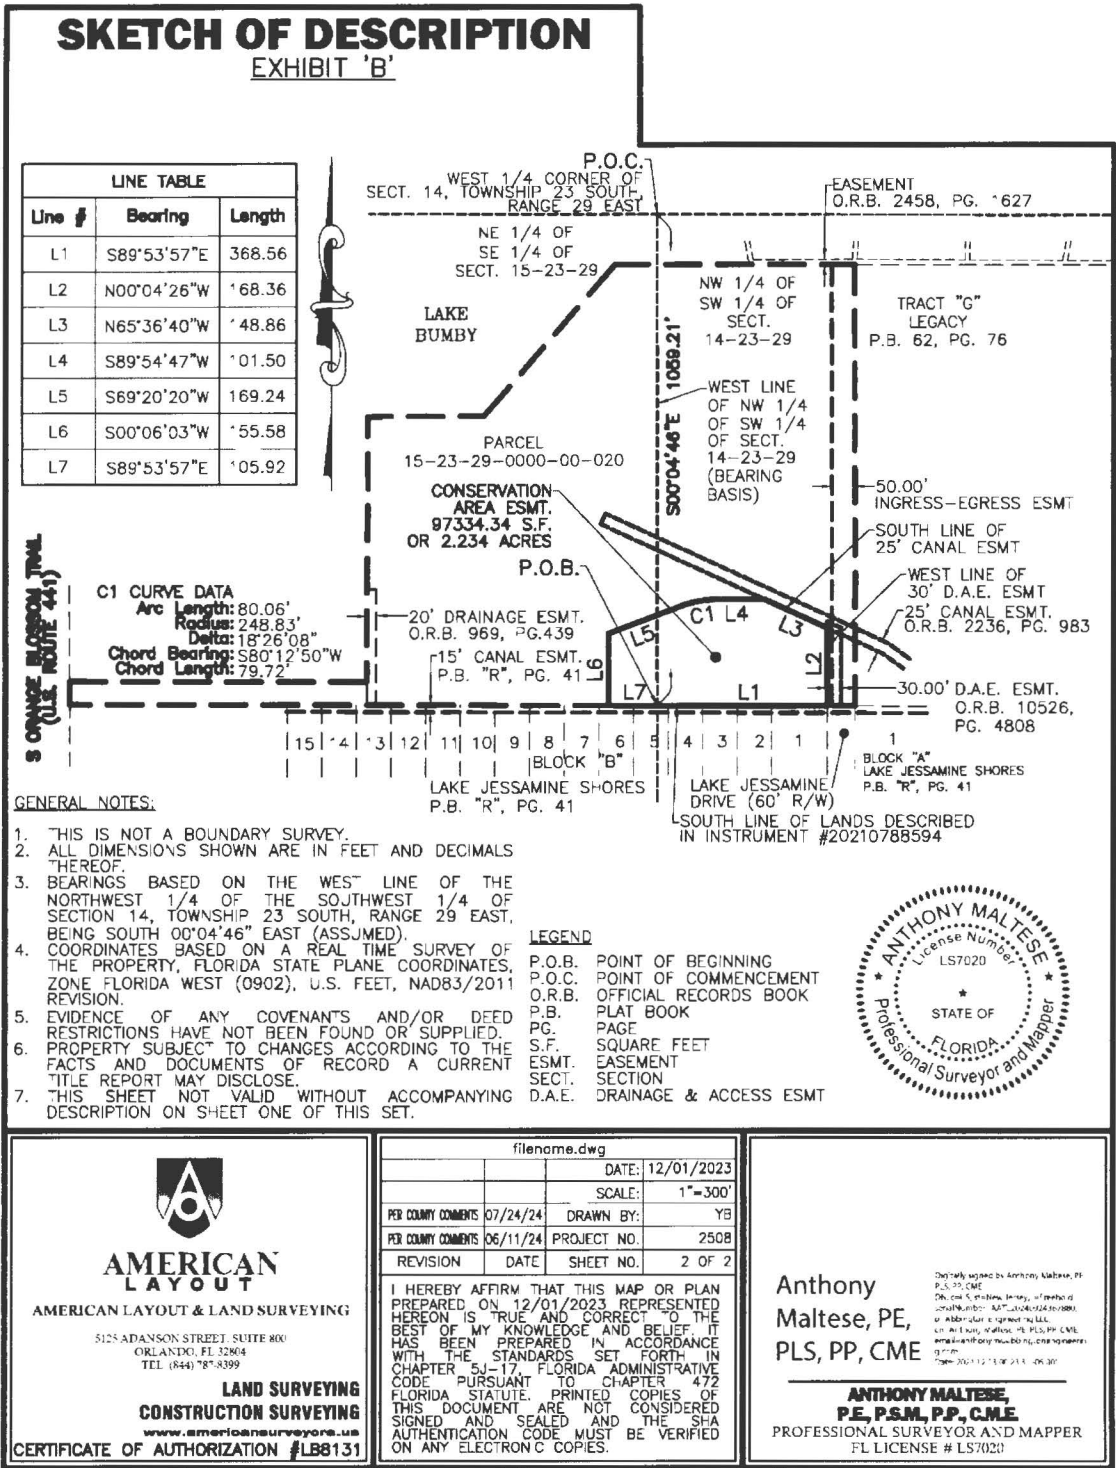 SKETCH OF DESCRIPTION
EXHIBIT 'B'
LINE TABLE
Line # Bearing Length
L1 S89°53'57"E 368.56
L2 N00°04'26"W 168.36
L3 N65°36'40"W 148.86
L4 S89°54'47"W 101.50
L5 S69°20'20"W 169.24
L6 S00°06'03"W 155.58
L7 S89°53'57"E 105.92
P.O.C.
WEST 1/4 CORNER OF
SECT. 14, TOWNSHIP 23 SOUTH,
RANGE 29 EAST
EASEMENT
O.R.B. 2458, PG. 1627
NE 1/4 OF
SE 1/4 OF
SECT. 15-23-29
LAKE
BUMBY
NW 1/4 OF
SW 1/4 OF
SECT.
14-23-29
TRACT "G"
LEGACY
P.B. 62, PG. 76
S00°04'46"E 1059.21'
WEST LINE
OF NW 1/4
OF SW 1/4
OF SECT.
14-23-29
(BEARING
BASIS)
PARCEL
15-23-29-0000-00-020
CONSERVATION
AREA ESMT.
97334.34 S.F.
OR 2.234 ACRES
P.O.B.
50.00'
INGRESS-EGRESS ESMT
SOUTH LINE OF
25' CANAL ESMT
WEST LINE OF
30' D.A.E. ESMT
25' CANAL ESMT.
O.R.B. 2236, PG. 983
30.00' D.A.E. ESMT.
O.R.B. 10526,
PG. 4808
S ORANGE BLOSSOM TRAIL
(U.S. ROUTE 441)
C1 CURVE DATA
Arc Length: 80.06'
Radius: 248.83'
Delta: 18°26'08"
Chord Bearing: S80°12'50"W
Chord Length: 79.72'
20' DRAINAGE ESMT.
O.R.B. 969, PG.439
15' CANAL ESMT.
P.B. "R", PG. 41
L5 C1 L4 L3
L6 L7 L1 L2
15 14 13 12 11 10 9 8 7 6 5 4 3 2 1 1
BLOCK "B"
LAKE JESSAMINE SHORES
P.B. "R", PG. 41
LAKE JESSAMINE
DRIVE (60' R/W)
BLOCK "A"
LAKE JESSAMINE SHORES
P.B. "R", PG. 41
SOUTH LINE OF LANDS DESCRIBED
IN INSTRUMENT #20210788594
GENERAL NOTES:
1. THIS IS NOT A BOUNDARY SURVEY.
2. ALL DIMENSIONS SHOWN ARE IN FEET AND DECIMALS
THEREOF.
3. BEARINGS BASED ON THE WEST LINE OF THE
NORTHWEST 1/4 OF THE SOUTHWEST 1/4 OF
SECTION 14, TOWNSHIP 23 SOUTH, RANGE 29 EAST,
BEING SOUTH 00°04'46" EAST (ASSUMED).
4. COORDINATES BASED ON A REAL TIME SURVEY OF
THE PROPERTY, FLORIDA STATE PLANE COORDINATES,
ZONE FLORIDA WEST (0902), U.S. FEET, NAD83/2011
REVISION.
5. EVIDENCE OF ANY COVENANTS AND/OR DEED
RESTRICTIONS HAVE NOT BEEN FOUND OR SUPPLIED.
6. PROPERTY SUBJECT TO CHANGES ACCORDING TO THE
FACTS AND DOCUMENTS OF RECORD A CURRENT
TITLE REPORT MAY DISCLOSE.
7. THIS SHEET NOT VALID WITHOUT ACCOMPANYING
DESCRIPTION ON SHEET ONE OF THIS SET.
LEGEND
P.O.B. POINT OF BEGINNING
P.O.C. POINT OF COMMENCEMENT
O.R.B. OFFICIAL RECORDS BOOK
P.B. PLAT BOOK
PG. PAGE
S.F. SQUARE FEET
ESMT. EASEMENT
SECT. SECTION
D.A.E. DRAINAGE & ACCESS ESMT
ANTHONY MALTESE
License Number
LS7020
STATE OF
FLORIDA
Professional Surveyor and Mapper
AMERICAN
LAYOUT
AMERICAN LAYOUT & LAND SURVEYING
5125 ADANSON STREET, SUITE 800
ORLANDO, FL 32804
TEL (844) 787-8399
LAND SURVEYING
CONSTRUCTION SURVEYING
www.americansurveyors.us
CERTIFICATE OF AUTHORIZATION #LB8131
filename.dwg
DATE: 12/01/2023
SCALE: 1"=300'
PER COUNTY COMMENTS 07/24/24 DRAWN BY: YB
PER COUNTY COMMENTS 06/11/24 PROJECT NO. 2508
REVISION DATE SHEET NO. 2 OF 2
I HEREBY AFFIRM THAT THIS MAP OR PLAN
PREPARED ON 12/01/2023 REPRESENTED
HEREON IS TRUE AND CORRECT TO THE
BEST OF MY KNOWLEDGE AND BELIEF. IT
HAS BEEN PREPARED IN ACCORDANCE
WITH THE STANDARDS SET FORTH IN
CHAPTER 5J-17, FLORIDA ADMINISTRATIVE
CODE PURSUANT TO CHAPTER 472
FLORIDA STATUTE. PRINTED COPIES OF
THIS DOCUMENT ARE NOT CONSIDERED
SIGNED AND SEALED AND THE SHA
AUTHENTICATION CODE MUST BE VERIFIED
ON ANY ELECTRONIC COPIES.
Anthony
Maltese, PE,
PLS, PP, CME
Digitally signed by Anthony Maltese, PE
PLS, PP, CME
ANTHONY MALTESE,
P.E, P.S.M., P.P., C.M.E.
PROFESSIONAL SURVEYOR AND MAPPER
FL LICENSE # LS7020